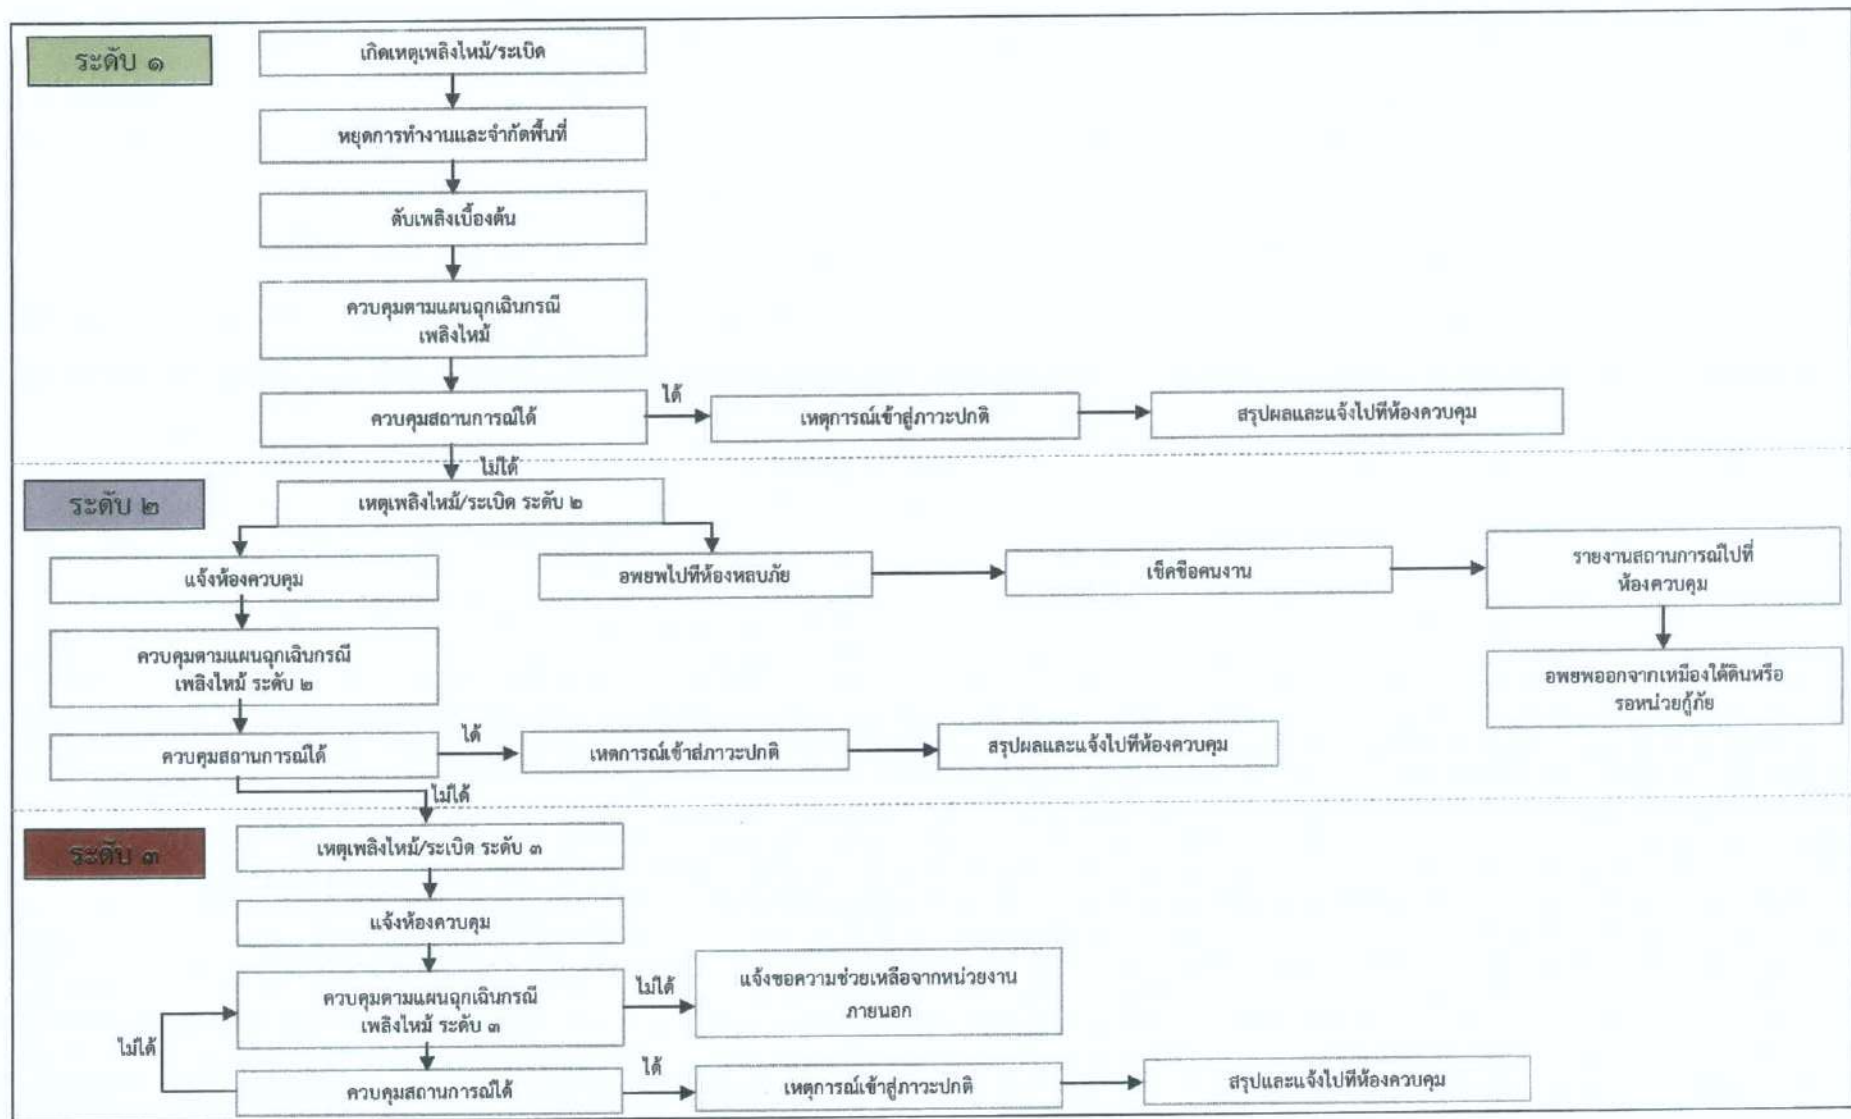 ระดับ ๑
เกิดเหตุเพลิงไหม้/ระเบิด
หยุดการทำงานและจำกัดพื้นที่
ดับเพลิงเบื้องต้น
ควบคุมตามแผนฉุกเฉินกรณี
เพลิงไหม้
ควบคุมสถานการณ์ได้
ได้
เหตุการณ์เข้าสู่ภาวะปกติ
สรุปผลและแจ้งไปที่ห้องควบคุม
ไม่ได้
ระดับ ๒
เหตุเพลิงไหม้/ระเบิด ระดับ ๒
แจ้งห้องควบคุม
อพยพไปที่ห้องหลบภัย
เช็คชื่อคนงาน
รายงานสถานการณ์ไปที่
ห้องควบคุม
ควบคุมตามแผนฉุกเฉินกรณี
เพลิงไหม้ ระดับ ๒
อพยพออกจากเหมืองใต้ดินหรือ
รอหน่วยกู้ภัย
ควบคุมสถานการณ์ได้
ได้
เหตการณ์เข้าส่ภาวะปกติ
สรุปผลและแจ้งไปที่ห้องควบคุม
ไม่ได้
ระดับ ๓
เหตุเพลิงไหม้/ระเบิด ระดับ ๓
แจ้งห้องควบคุม
ควบคุมตามแผนฉุกเฉินกรณี
เพลิงไหม้ ระดับ ๓
ไม่ได้
แจ้งขอความช่วยเหลือจากหน่วยงาน
ภายนอก
ไม่ได้
ควบคุมสถานการณ์ได้
ได้
เหตุการณ์เข้าสู่ภาวะปกติ
สรุปและแจ้งไปที่ห้องควบคุม